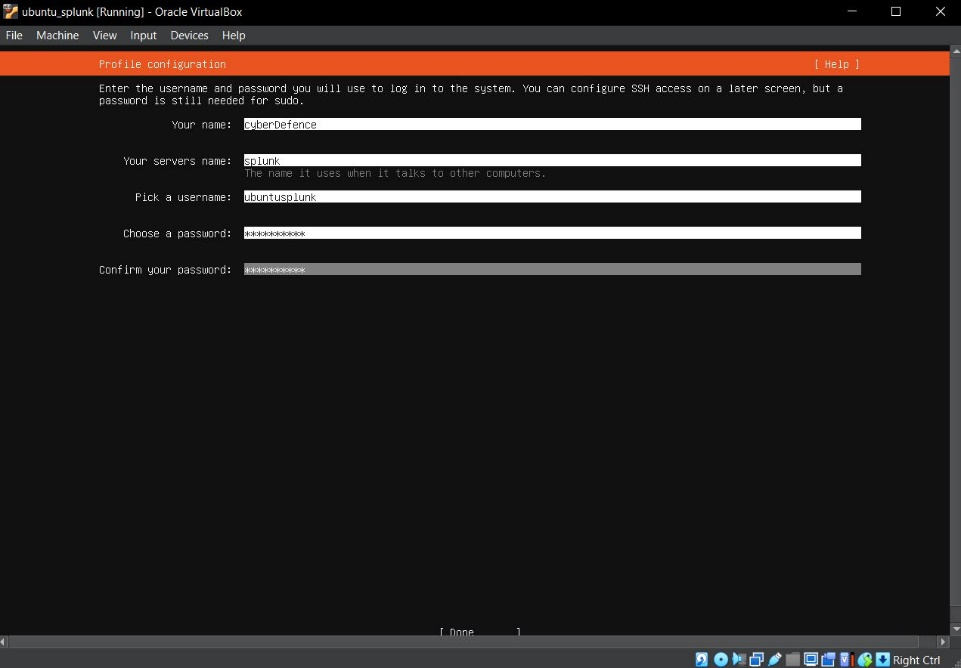 ubuntu_splunk [Running] - Oracle VirtualBox
File Machine View Input Devices Help
Profile configuration [ Help ]
Enter the username and password you will use to log in to the system. You can configure SSH access on a later screen, but a
password is still needed for sudo.
Your name: cyberDefence
Your servers name: splunk
The name it uses when it talks to other computers.
Pick a username: ubuntusplunk
Choose a password: **********
Confirm your password: **********
[ Done ]
Right Ctrl